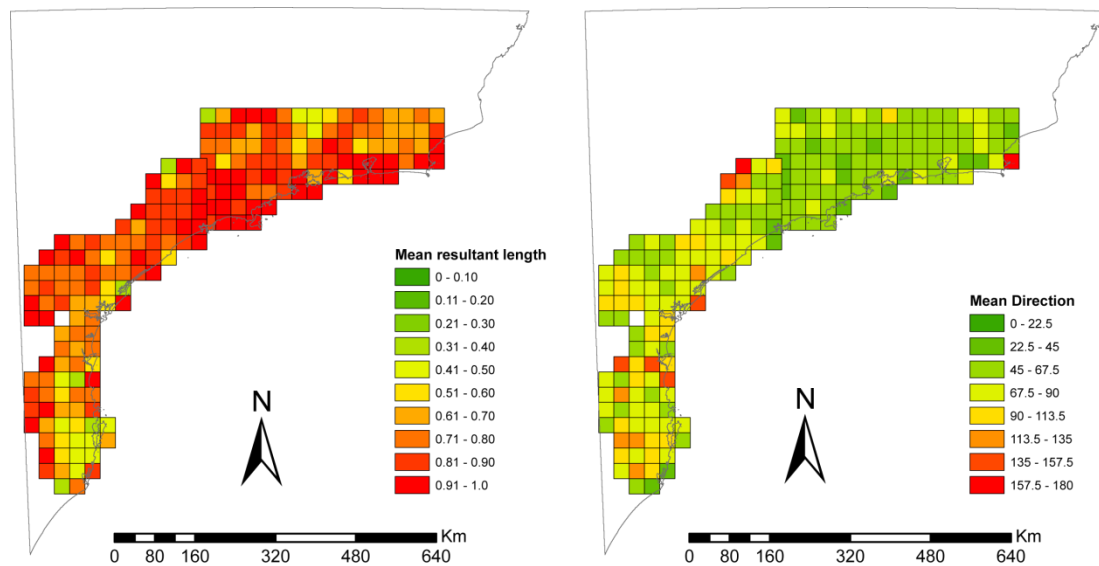 Mean resultant length
0 - 0.10
0.11 - 0.20
0.21 - 0.30
0.31 - 0.40
0.41 - 0.50
0.51 - 0.60
0.61 - 0.70
0.71 - 0.80
0.81 - 0.90
0.91 - 1.0
N
Km
0 80 160 320 480 640
Mean Direction
0 - 22.5
22.5 - 45
45 - 67.5
67.5 - 90
90 - 113.5
113.5 - 135
135 - 157.5
157.5 - 180
N
Km
0 80 160 320 480 640